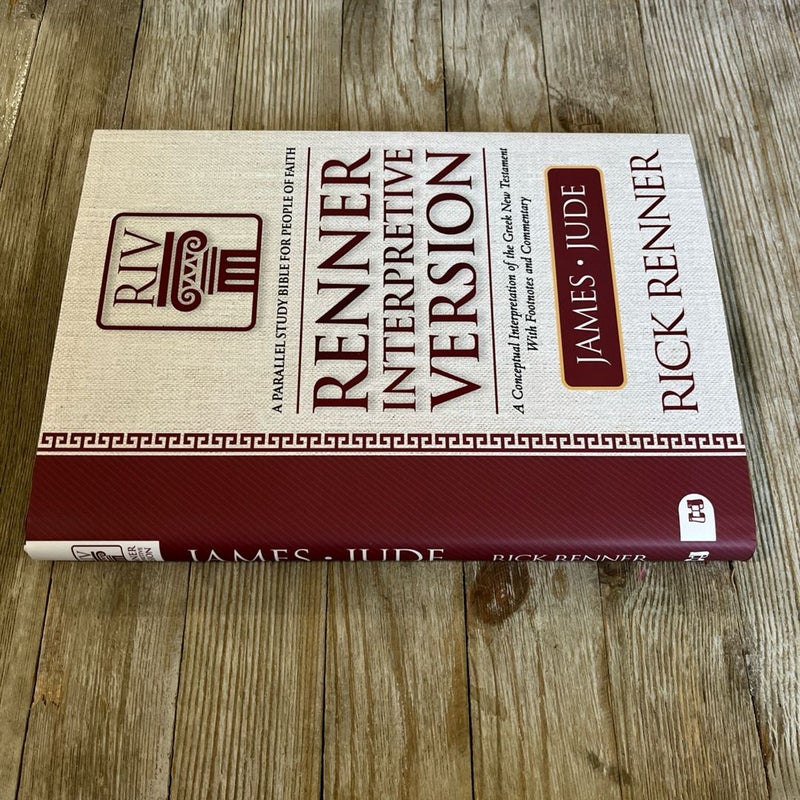 RIV
A PARALLEL STUDY BIBLE FOR PEOPLE OF FAITH
RENNER
INTERPRETIVE
VERSION
A Conceptual Interpretation of the Greek New Testament
With Footnotes and Commentary
JAMES • JUDE
RICK RENNER
JAMES • JUDE
RICK RENNER